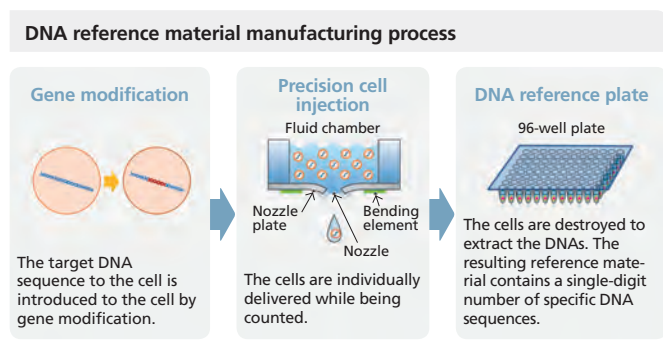 DNA reference material manufacturing process
Gene modification
The target DNA
sequence to the cell is
introduced to the cell by
gene modification.
Precision cell
injection
Fluid chamber
Nozzle
plate
Bending
element
Nozzle
The cells are individually
delivered while being
counted.
DNA reference plate
96-well plate
The cells are destroyed to
extract the DNAs. The
resulting reference mate-
rial contains a single-digit
number of specific DNA
sequences.